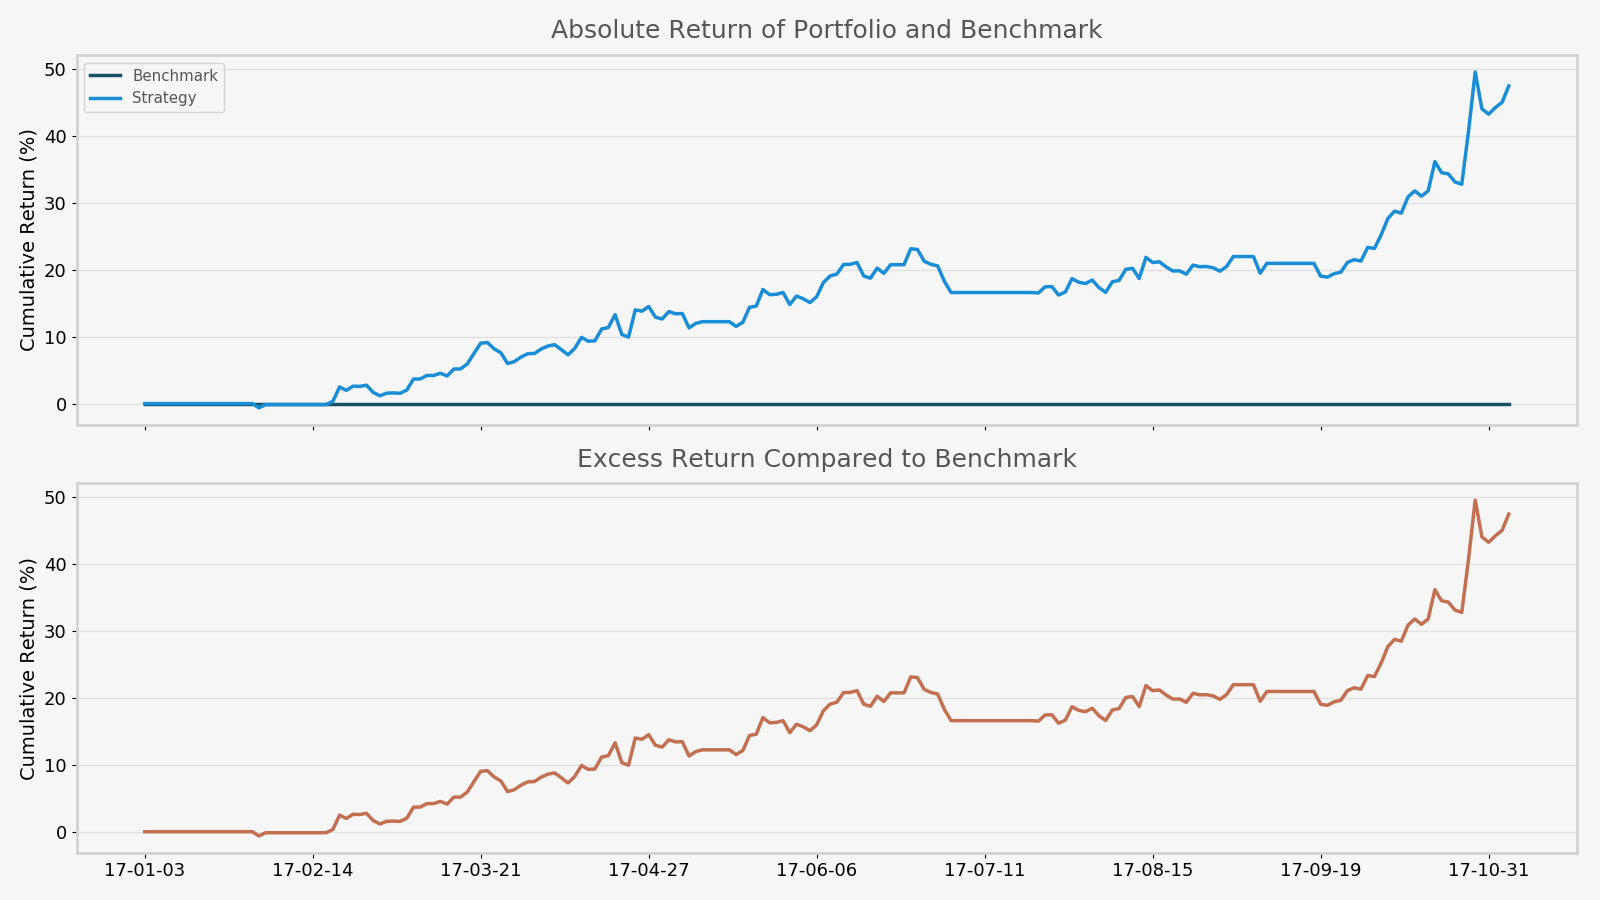 Absolute Return of Portfolio and Benchmark
Cumulative Return (%)
50
40
30
20
10
0
Benchmark
Strategy
Excess Return Compared to Benchmark
Cumulative Return (%)
50
40
30
20
10
0
17-01-03 17-02-14 17-03-21 17-04-27 17-06-06 17-07-11 17-08-15 17-09-19 17-10-31